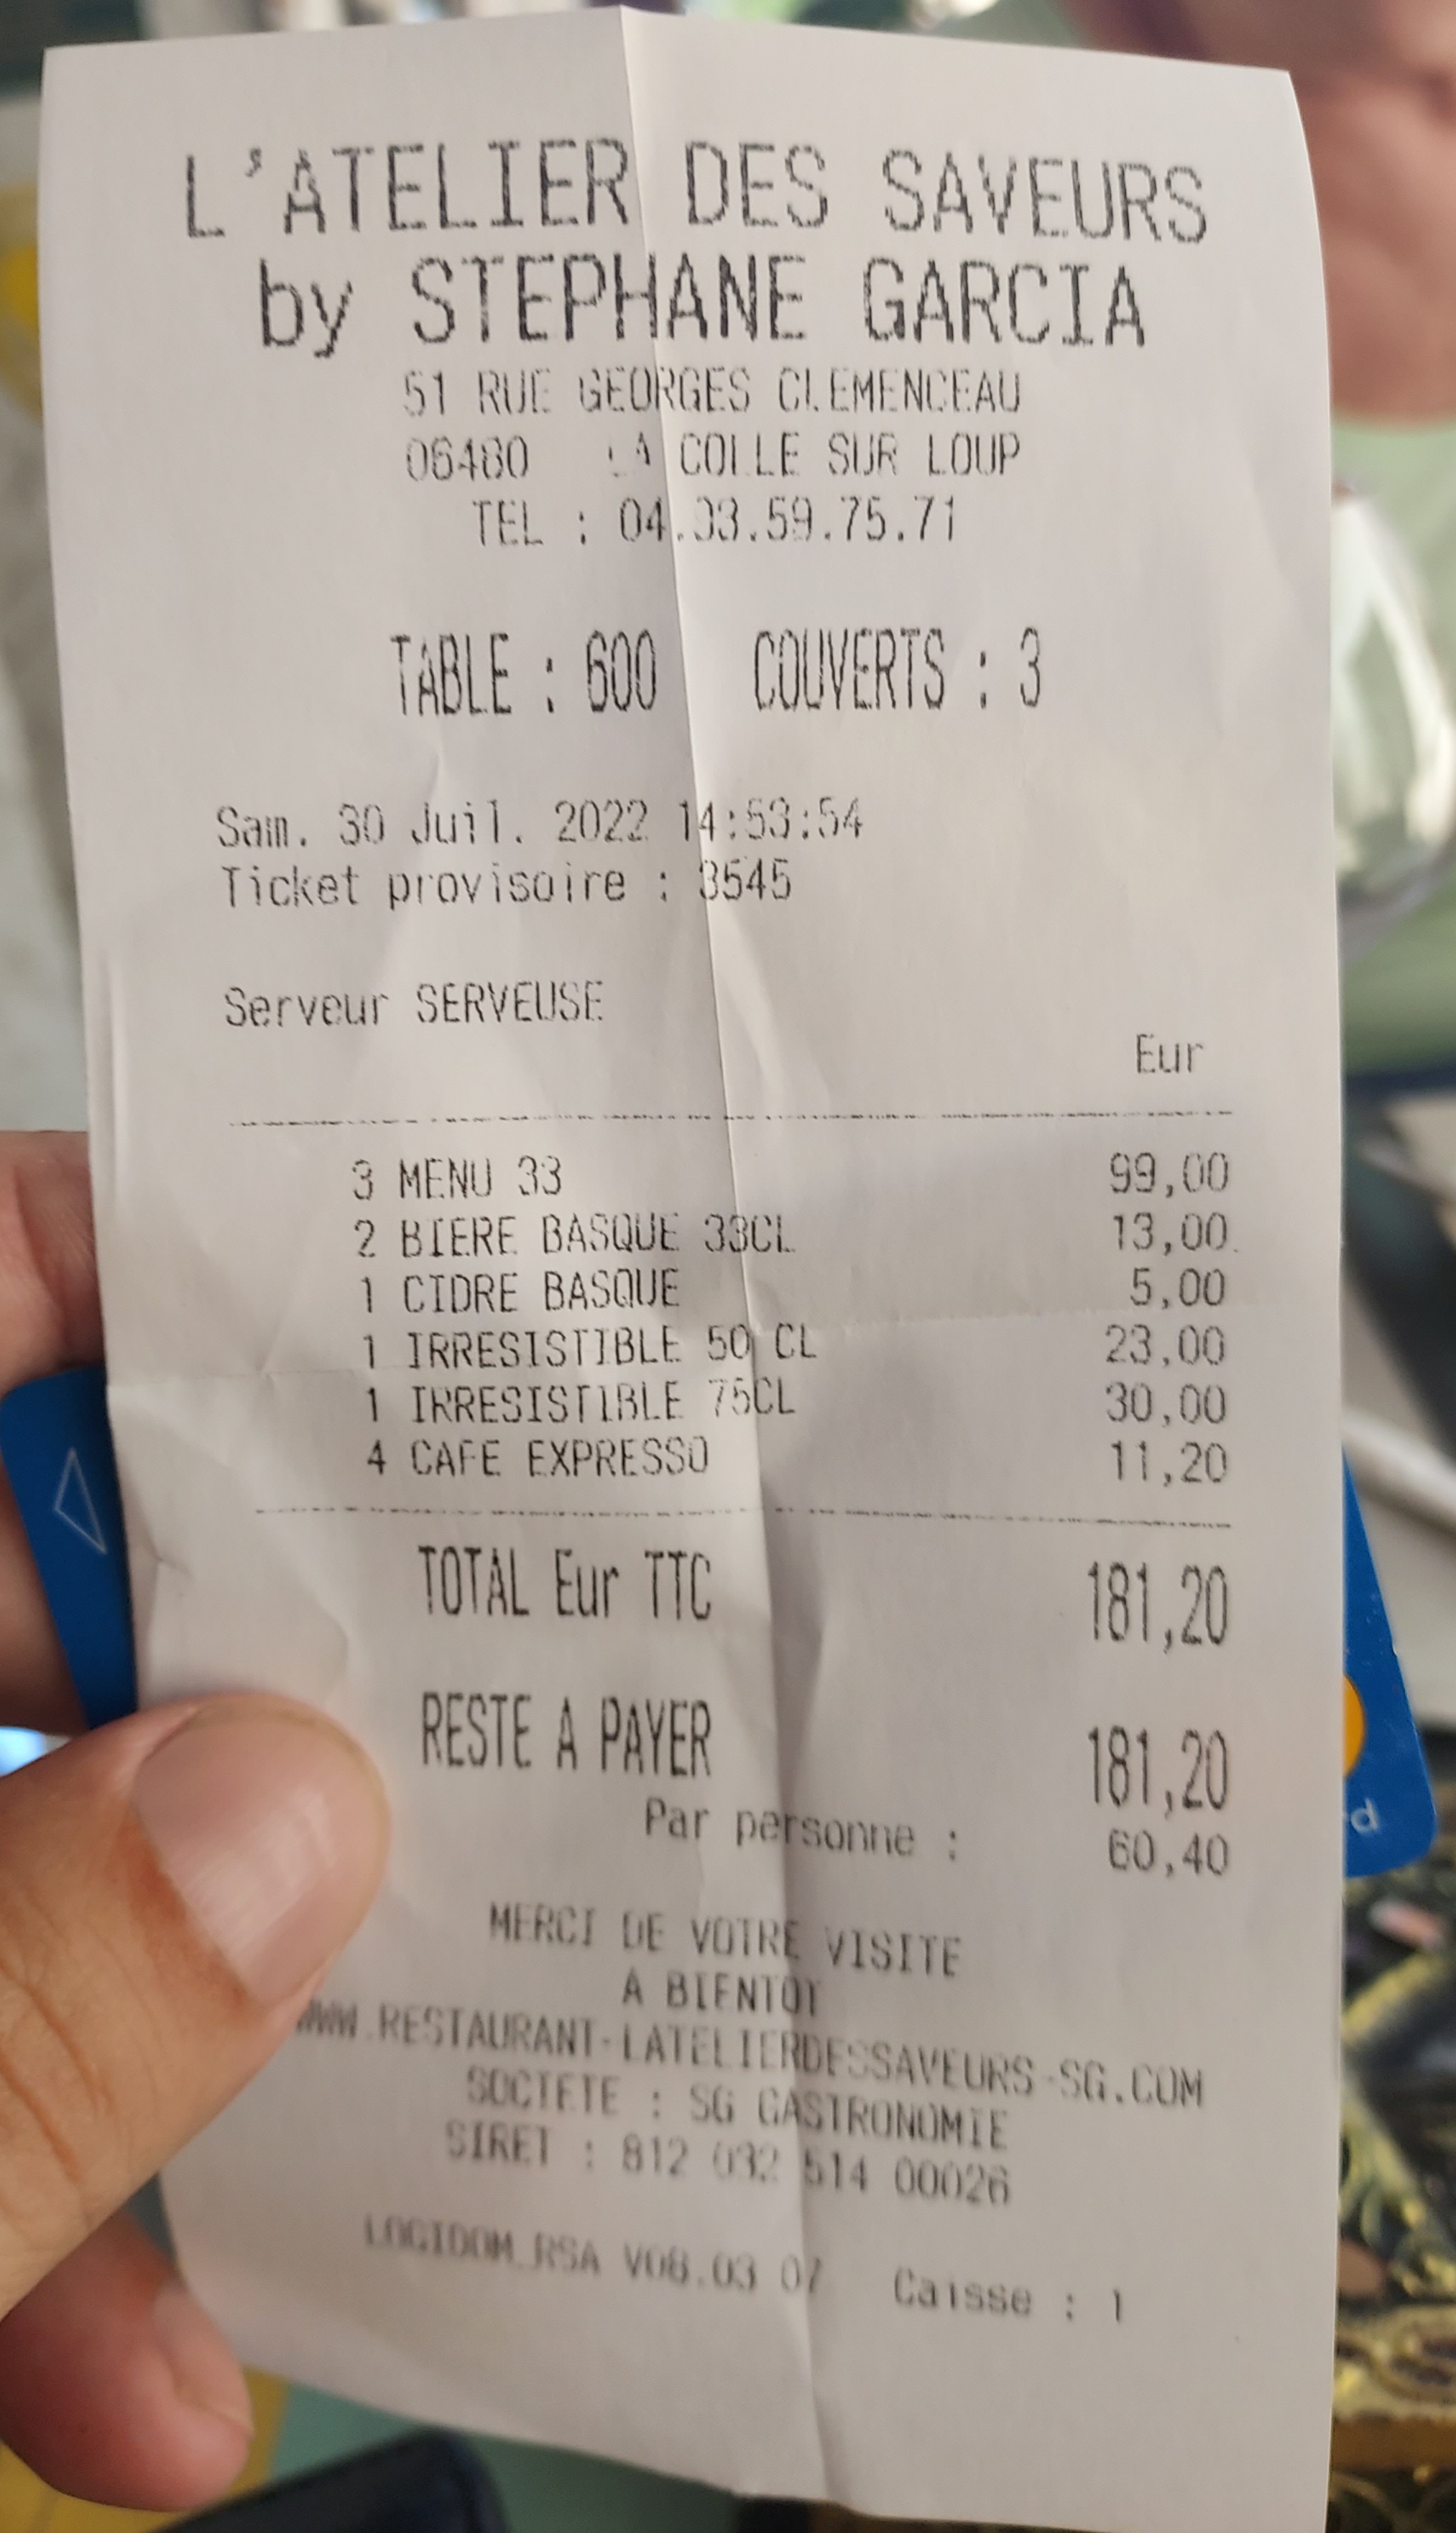 L'ATELIER DES SAVEURS
by STEPHANE GARCIA
51 RUE GEORGES CLEMENCEAU
06480 LA COLLE SUR LOUP
TEL : 04.93.59.75.71
TABLE : 600 COUVERTS : 3
Sam. 30 Juil. 2022 14:53:54
Ticket provisoire : 3545
Serveur SERVEUSE
Eur
3 MENU 33 99,00
2 BIERE BASQUE 33CL 13,00
1 CIDRE BASQUE 5,00
1 IRRESISTIBLE 50 CL 23,00
1 IRRESISTIBLE 75CL 30,00
4 CAFE EXPRESSO 11,20
TOTAL Eur TTC 181,20
RESTE A PAYER 181,20
Par personne : 60,40
MERCI DE VOTRE VISITE
A BIENTOT
WWW.RESTAURANT-LATELIERDESSAVEURS-SG.COM
SOCIETE : SG GASTRONOMIE
SIRET : 812 032 514 00026
LOGIDOM_RSA V08.03 07 Caisse : 1